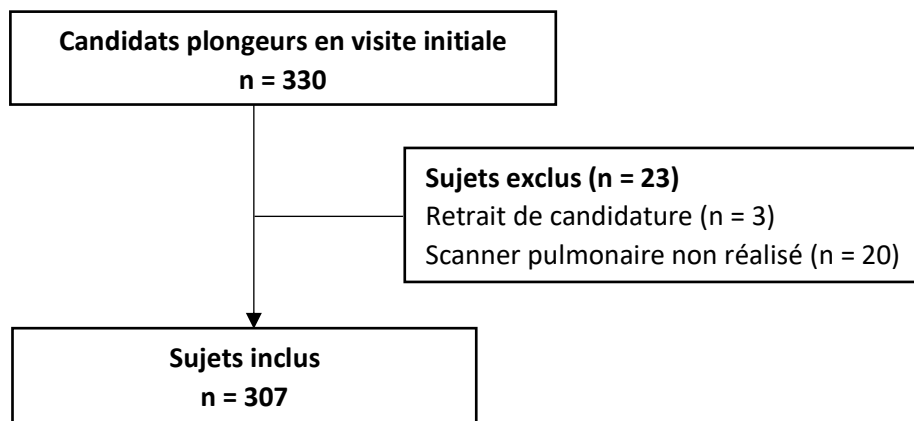 Candidats plongeurs en visite initiale
n = 330
Sujets exclus (n = 23)
Retrait de candidature (n = 3)
Scanner pulmonaire non réalisé (n = 20)
Sujets inclus
n = 307